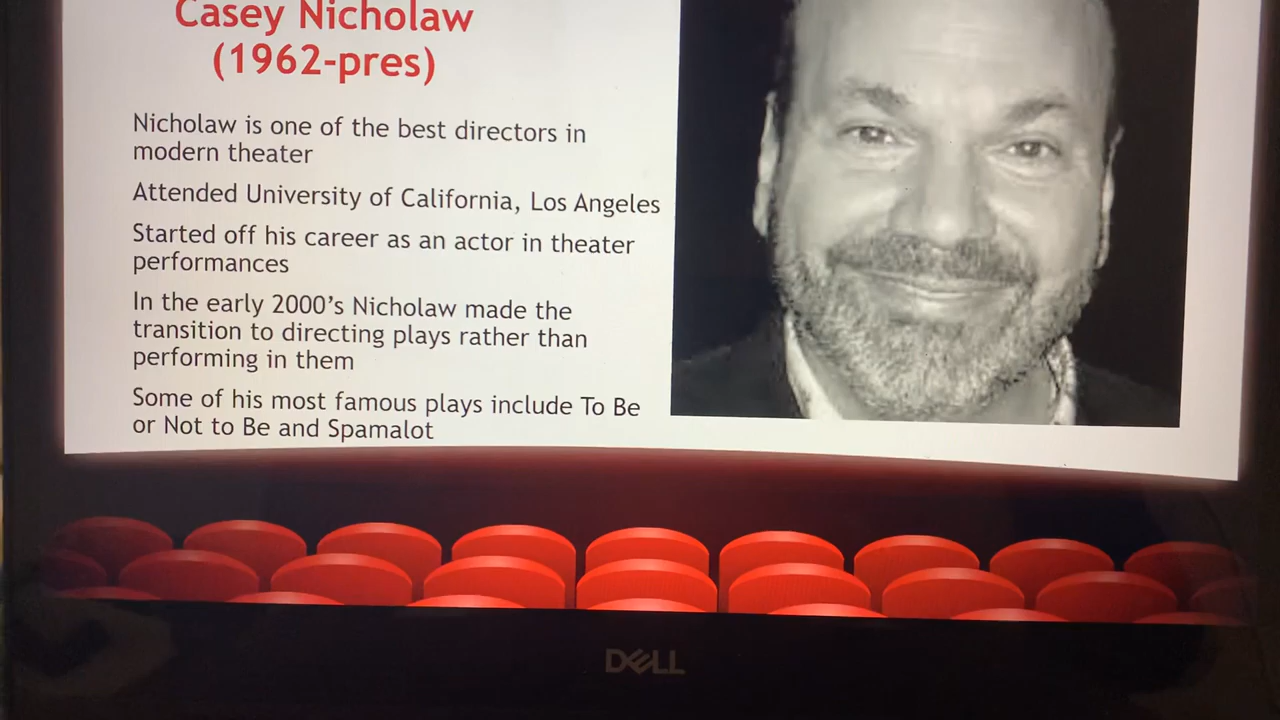 Casey Nicholaw
(1962-pres)
Nicholaw is one of the best directors in
modern theater
Attended University of California, Los Angeles
Started off his career as an actor in theater
performances
In the early 2000’s Nicholaw made the
transition to directing plays rather than
performing in them
Some of his most famous plays include To Be
or Not to Be and Spamalot
DELL